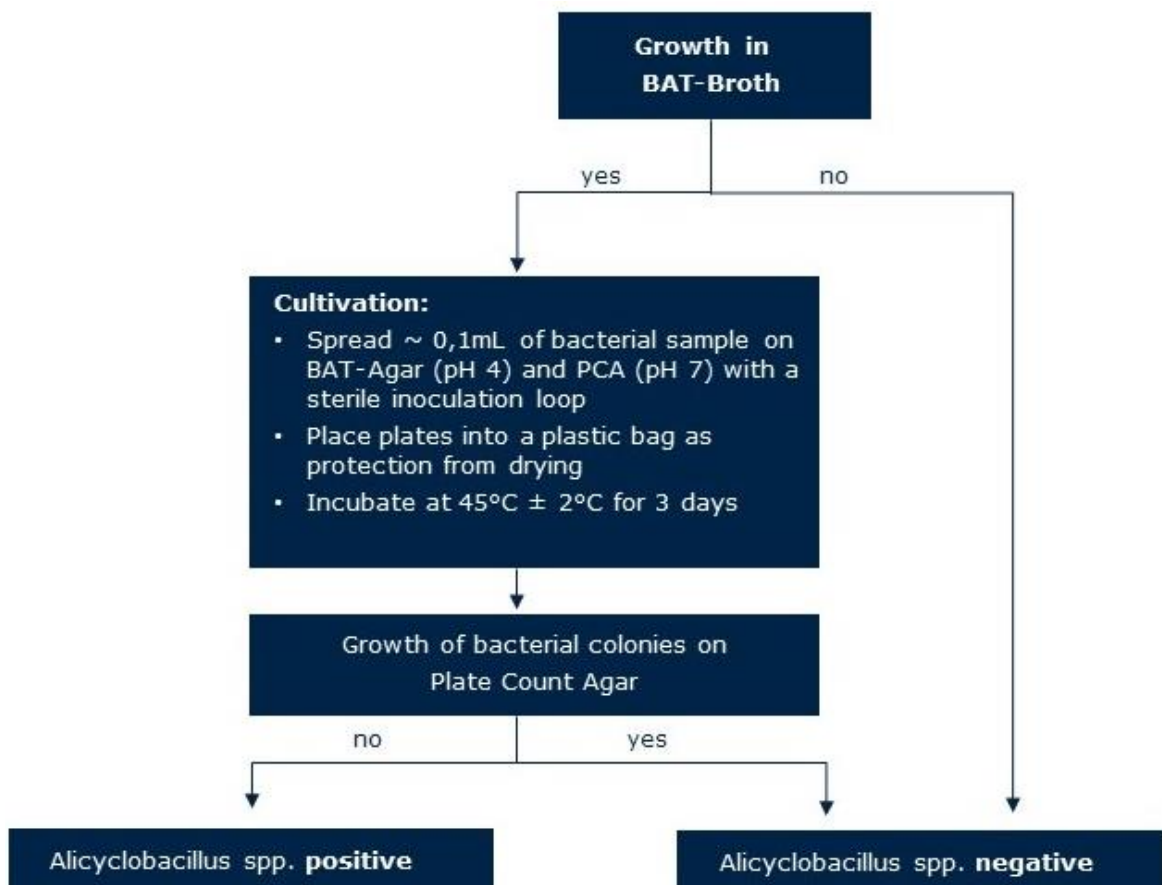 Growth in
BAT-Broth
yes
no
Cultivation:
• Spread ~ 0,1mL of bacterial sample on
BAT-Agar (pH 4) and PCA (pH 7) with a
sterile inoculation loop
• Place plates into a plastic bag as
protection from drying
• Incubate at 45°C ± 2°C for 3 days
Growth of bacterial colonies on
Plate Count Agar
no
yes
Alicyclobacillus spp. positive
Alicyclobacillus spp. negative